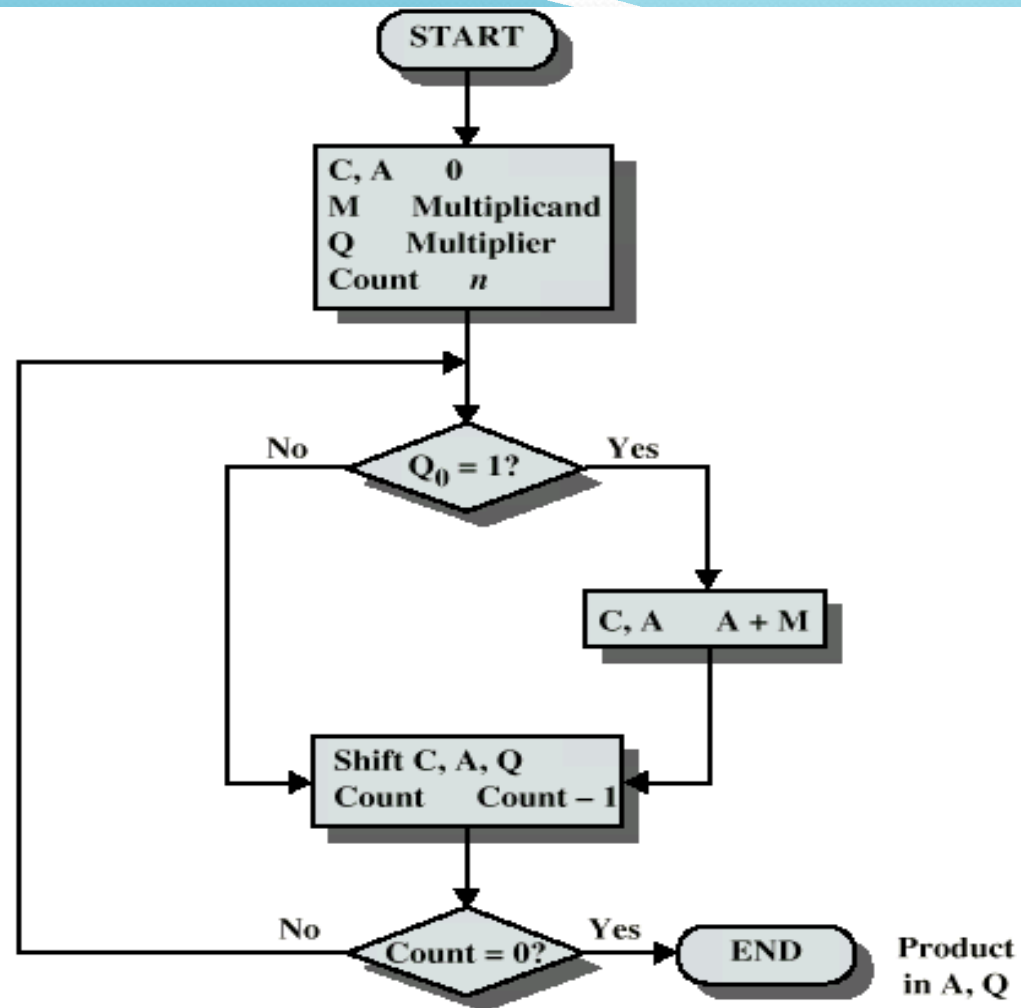 START
C, A 0
M Multiplicand
Q Multiplier
Count n
No
Q0 = 1?
Yes
C, A A + M
Shift C, A, Q
Count Count – 1
No
Count = 0?
Yes
END
Product
in A, Q